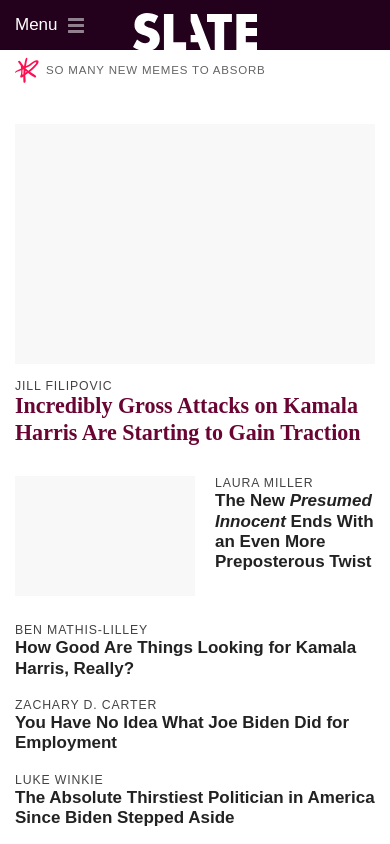 Menu
SLATE
SO MANY NEW MEMES TO ABSORB
JILL FILIPOVIC
Incredibly Gross Attacks on Kamala
Harris Are Starting to Gain Traction
LAURA MILLER
The New Presumed
Innocent Ends With
an Even More
Preposterous Twist
BEN MATHIS-LILLEY
How Good Are Things Looking for Kamala
Harris, Really?
ZACHARY D. CARTER
You Have No Idea What Joe Biden Did for
Employment
LUKE WINKIE
The Absolute Thirstiest Politician in America
Since Biden Stepped Aside